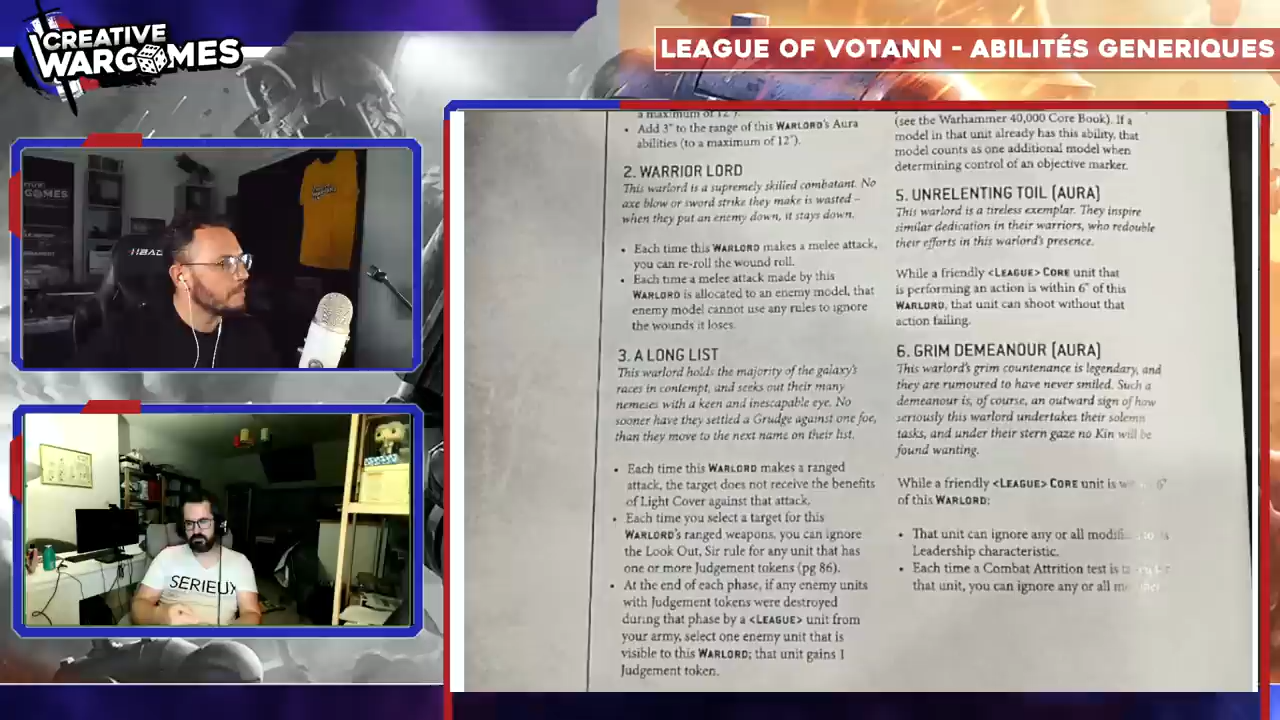 CREATIVE
WARGAMES
LEAGUE OF VOTANN - ABILITÉS GENERIQUES
a maximum of 12").
• Add 3" to the range of this WARLORD's Aura
abilities (to a maximum of 12").
2. WARRIOR LORD
This warlord is a supremely skilled combatant. No
axe blow or sword strike they make is wasted –
when they put an enemy down, it stays down.
• Each time this WARLORD makes a melee attack,
you can re-roll the wound roll.
• Each time a melee attack made by this
WARLORD is allocated to an enemy model, that
enemy model cannot use any rules to ignore
the wounds it loses.
3. A LONG LIST
This warlord holds the majority of the galaxy's
races in contempt, and seeks out their many
nemeses with a keen and inescapable eye. No
sooner have they settled a Grudge against one foe,
than they move to the next name on their list.
• Each time this WARLORD makes a ranged
attack, the target does not receive the benefits
of Light Cover against that attack.
• Each time you select a target for this
WARLORD's ranged weapons, you can ignore
the Look Out, Sir rule for any unit that has
one or more Judgement tokens (pg 86).
• At the end of each phase, if any enemy units
with Judgement tokens were destroyed
during that phase by a <LEAGUE> unit from
your army, select one enemy unit that is
visible to this WARLORD; that unit gains 1
Judgement token.
(see the Warhammer 40,000 Core Book). If a
model in that unit already has this ability, that
model counts as one additional model when
determining control of an objective marker.
5. UNRELENTING TOIL (AURA)
This warlord is a tireless exemplar. They inspire
similar dedication in their warriors, who redouble
their efforts in this warlord's presence.
While a friendly <LEAGUE> CORE unit that
is performing an action is within 6" of this
WARLORD, that unit can shoot without that
action failing.
6. GRIM DEMEANOUR (AURA)
This warlord's grim countenance is legendary, and
they are rumoured to have never smiled. Such a
demeanour is, of course, an outward sign of how
seriously this warlord undertakes their solemn
tasks, and under their stern gaze no Kin will be
found wanting.
While a friendly <LEAGUE> CORE unit is 6"
of this WARLORD:
• That unit can ignore any or all
Leadership characteristic.
• Each time a Combat Attrition test is
that unit, you can ignore any or all
SERIEUX